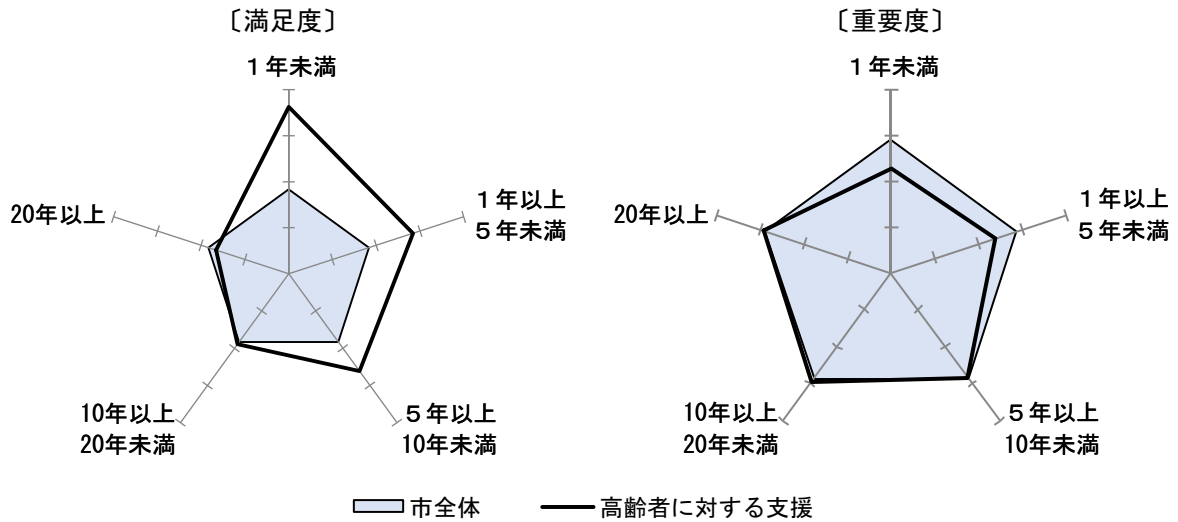 〔満足度〕
１年未満
１年以上
５年未満
５年以上
10年未満
10年以上
20年未満
20年以上
〔重要度〕
１年未満
１年以上
５年未満
５年以上
10年未満
10年以上
20年未満
20年以上
市全体
高齢者に対する支援